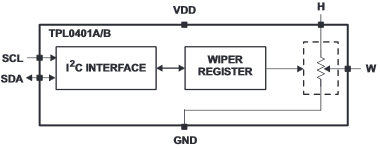 VDD
H
TPL0401A/B
SCL
SDA
I²C INTERFACE
WIPER
REGISTER
W
GND